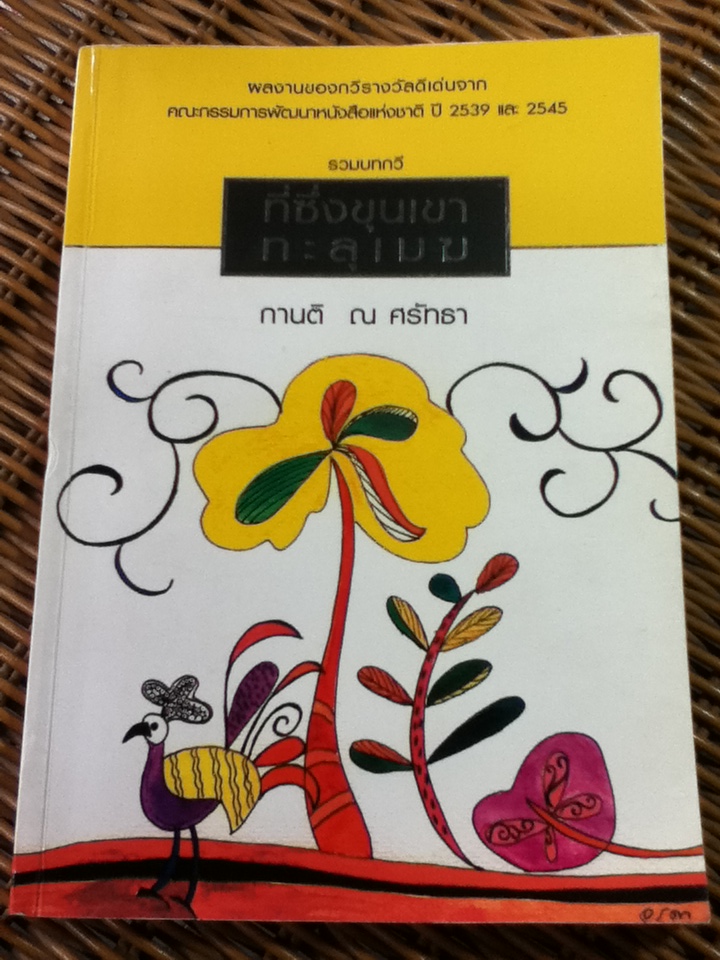 ผลงานของกวีรางวัลดีเด่นจาก
คณะกรรมการพัฒนาหนังสือแห่งชาติ ปี 2539 และ 2545
รวมบทกวี
ที่ซึ่งขุนเขา
ทะลุเมฆ
กานติ ณ ศรัทธา